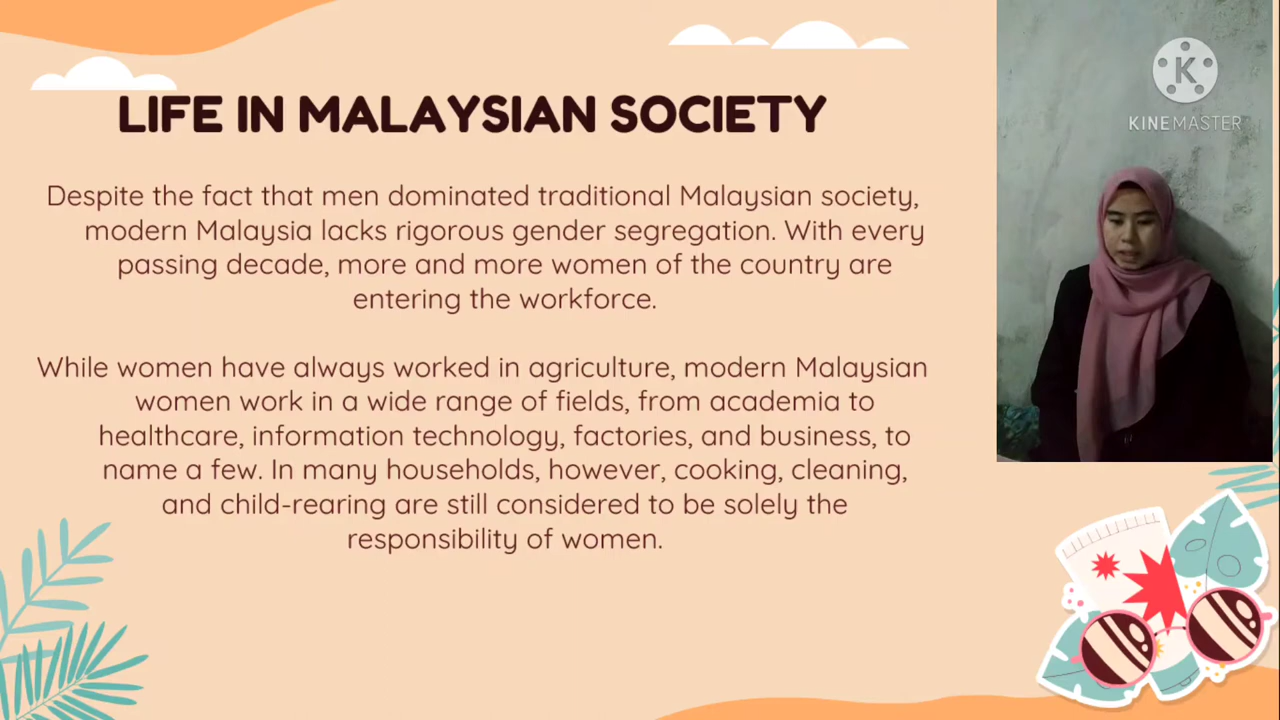 LIFE IN MALAYSIAN SOCIETY
Despite the fact that men dominated traditional Malaysian society,
modern Malaysia lacks rigorous gender segregation. With every
passing decade, more and more women of the country are
entering the workforce.
While women have always worked in agriculture, modern Malaysian
women work in a wide range of fields, from academia to
healthcare, information technology, factories, and business, to
name a few. In many households, however, cooking, cleaning,
and child-rearing are still considered to be solely the
responsibility of women.
K
KINEMASTER